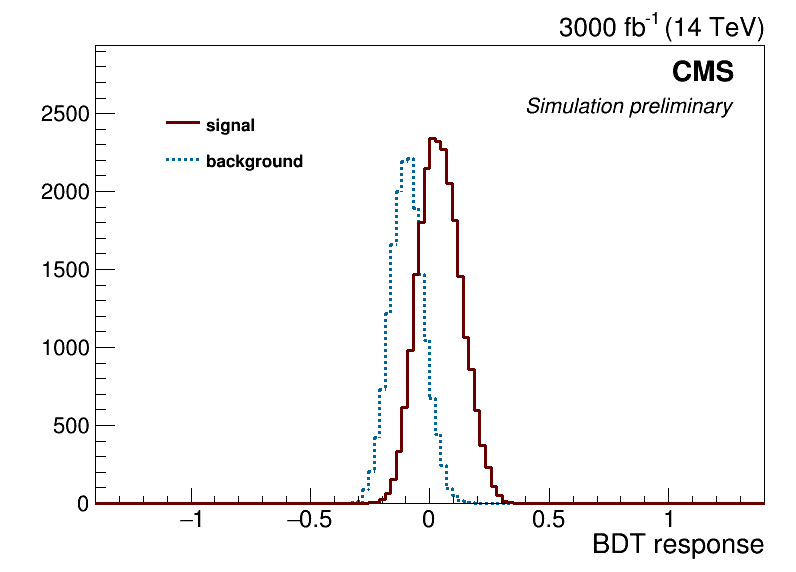 3000 fb⁻¹ (14 TeV)
CMS
Simulation preliminary
signal
background
2500
2000
1500
1000
500
0
−1 −0.5 0 0.5 1
BDT response